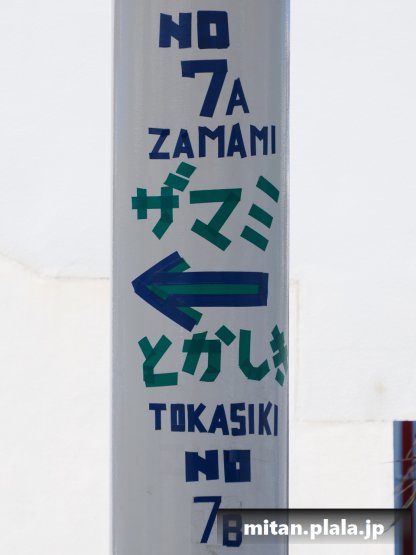 NO
7A
ZAMAMI
ザマミ
とかしき
TOKASIKI
NO
7B
mitan.plala.jp